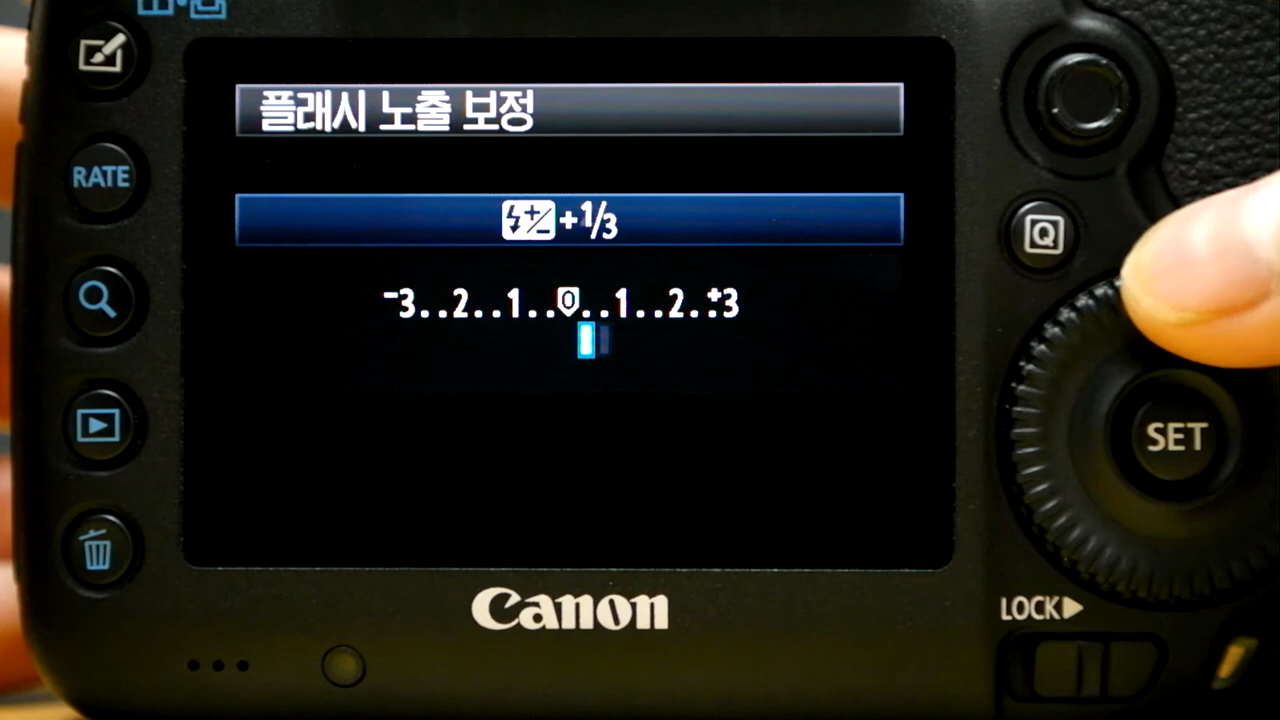 플래시 노출 보정
RATE
+1/3
-3..2..1..0..1..2..+3
Q
SET
Canon
LOCK▶